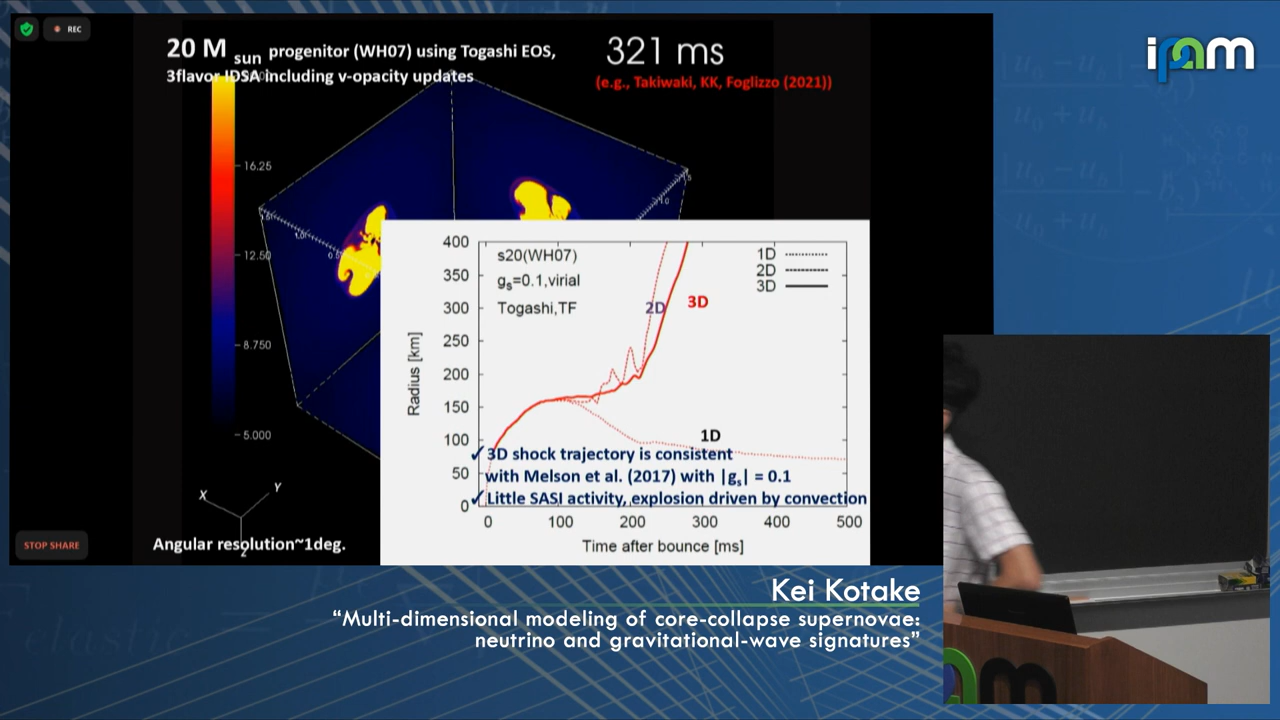 REC
20 M sun progenitor (WH07) using Togashi EOS,
3flavor IDSA including ν-opacity updates
321 ms
(e.g., Takiwaki, KK, Foglizzo (2021))
ipam
16.25
12.50
8.750
5.000
X
Y
Z
Angular resolution~1deg.
STOP SHARE
400
350
300
250
200
150
100
50
0
Radius [km]
s20(WH07)
gs=0.1,virial
Togashi,TF
1D
2D
3D
2D
3D
1D
✓3D shock trajectory is consistent
with Melson et al. (2017) with |gs| = 0.1
✓Little SASI activity, explosion driven by convection
0 100 200 300 400 500
Time after bounce [ms]
Kei Kotake
“Multi-dimensional modeling of core-collapse supernovae:
neutrino and gravitational-wave signatures”